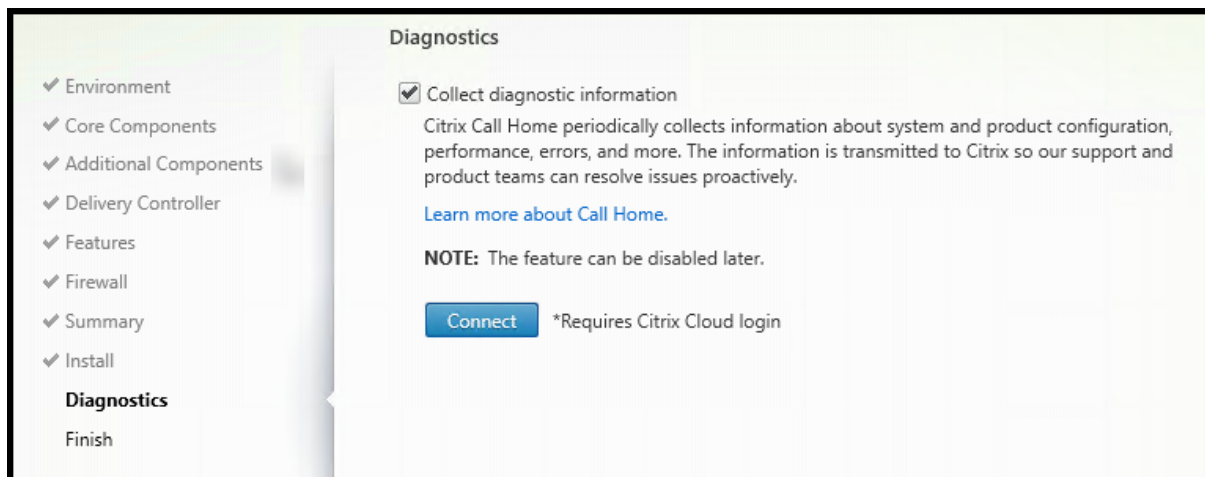 Diagnostics
Environment
Core Components
Additional Components
Delivery Controller
Features
Firewall
Summary
Install
Diagnostics
Finish
Collect diagnostic information
Citrix Call Home periodically collects information about system and product configuration,
performance, errors, and more. The information is transmitted to Citrix so our support and
product teams can resolve issues proactively.
Learn more about Call Home.
NOTE: The feature can be disabled later.
Connect *Requires Citrix Cloud login